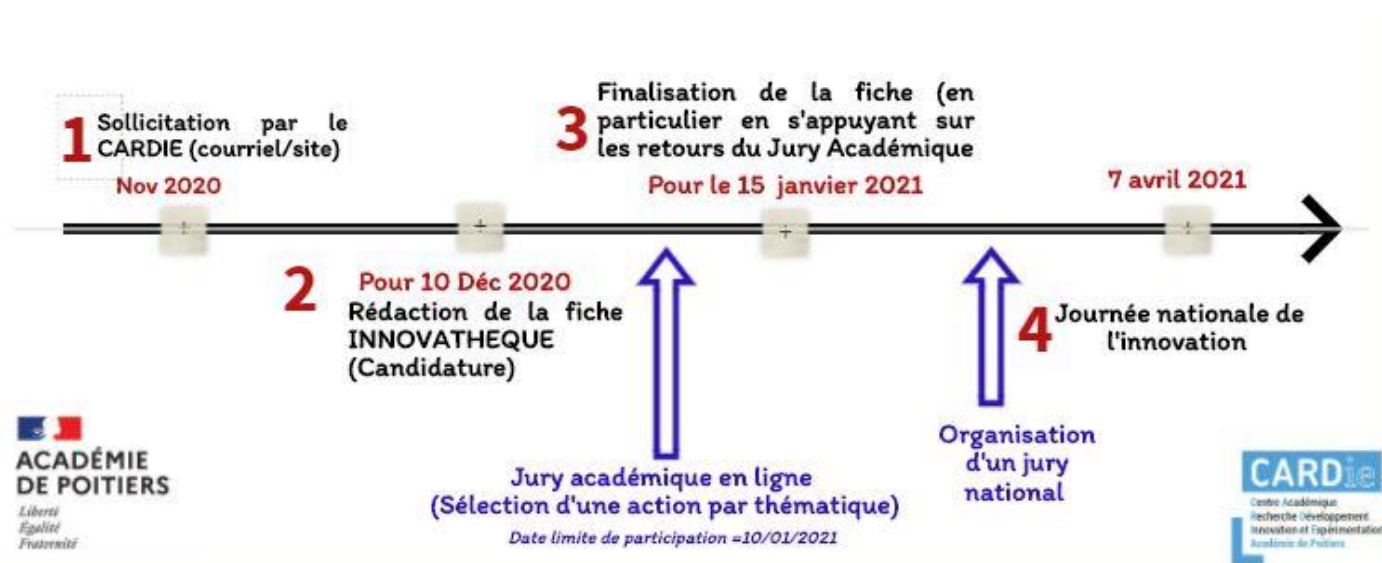 1
Sollicitation par le
CARDIE (courriel/site)
Nov 2020
2
Pour 10 Déc 2020
Rédaction de la fiche
INNOVATHEQUE
(Candidature)
3
Finalisation de la fiche (en
particulier en s'appuyant sur
les retours du Jury Académique
Pour le 15 janvier 2021
7 avril 2021
4
Journée nationale de
l'innovation
Jury académique en ligne
(Sélection d'une action par thématique)
Date limite de participation =10/01/2021
Organisation
d'un jury
national
ACADÉMIE
DE POITIERS
Liberté
Égalité
Fraternité
CARDie
Centre Académique
Recherche Développement
Innovation et Expérimentation
Académie de Poitiers